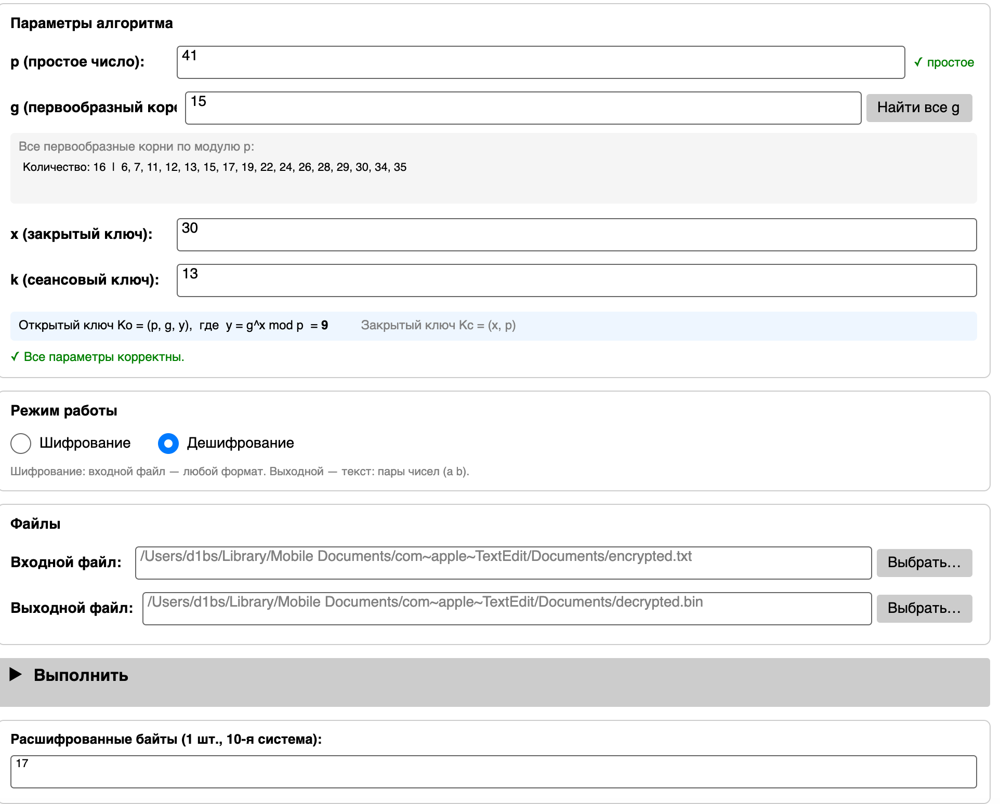 Параметры алгоритма
p (простое число): 41 ✓ простое
g (первообразный коре 15 Найти все g
Все первообразные корни по модулю p:
Количество: 16 | 6, 7, 11, 12, 13, 15, 17, 19, 22, 24, 26, 28, 29, 30, 34, 35
x (закрытый ключ): 30
k (сеансовый ключ): 13
Открытый ключ Ko = (p, g, y), где y = g^x mod p = 9 Закрытый ключ Kc = (x, p)
✓ Все параметры корректны.
Режим работы
Шифрование Дешифрование
Шифрование: входной файл — любой формат. Выходной — текст: пары чисел (a b).
Файлы
Входной файл: /Users/d1bs/Library/Mobile Documents/com~apple~TextEdit/Documents/encrypted.txt Выбрать...
Выходной файл: /Users/d1bs/Library/Mobile Documents/com~apple~TextEdit/Documents/decrypted.bin Выбрать...
▶ Выполнить
Расшифрованные байты (1 шт., 10-я система):
17